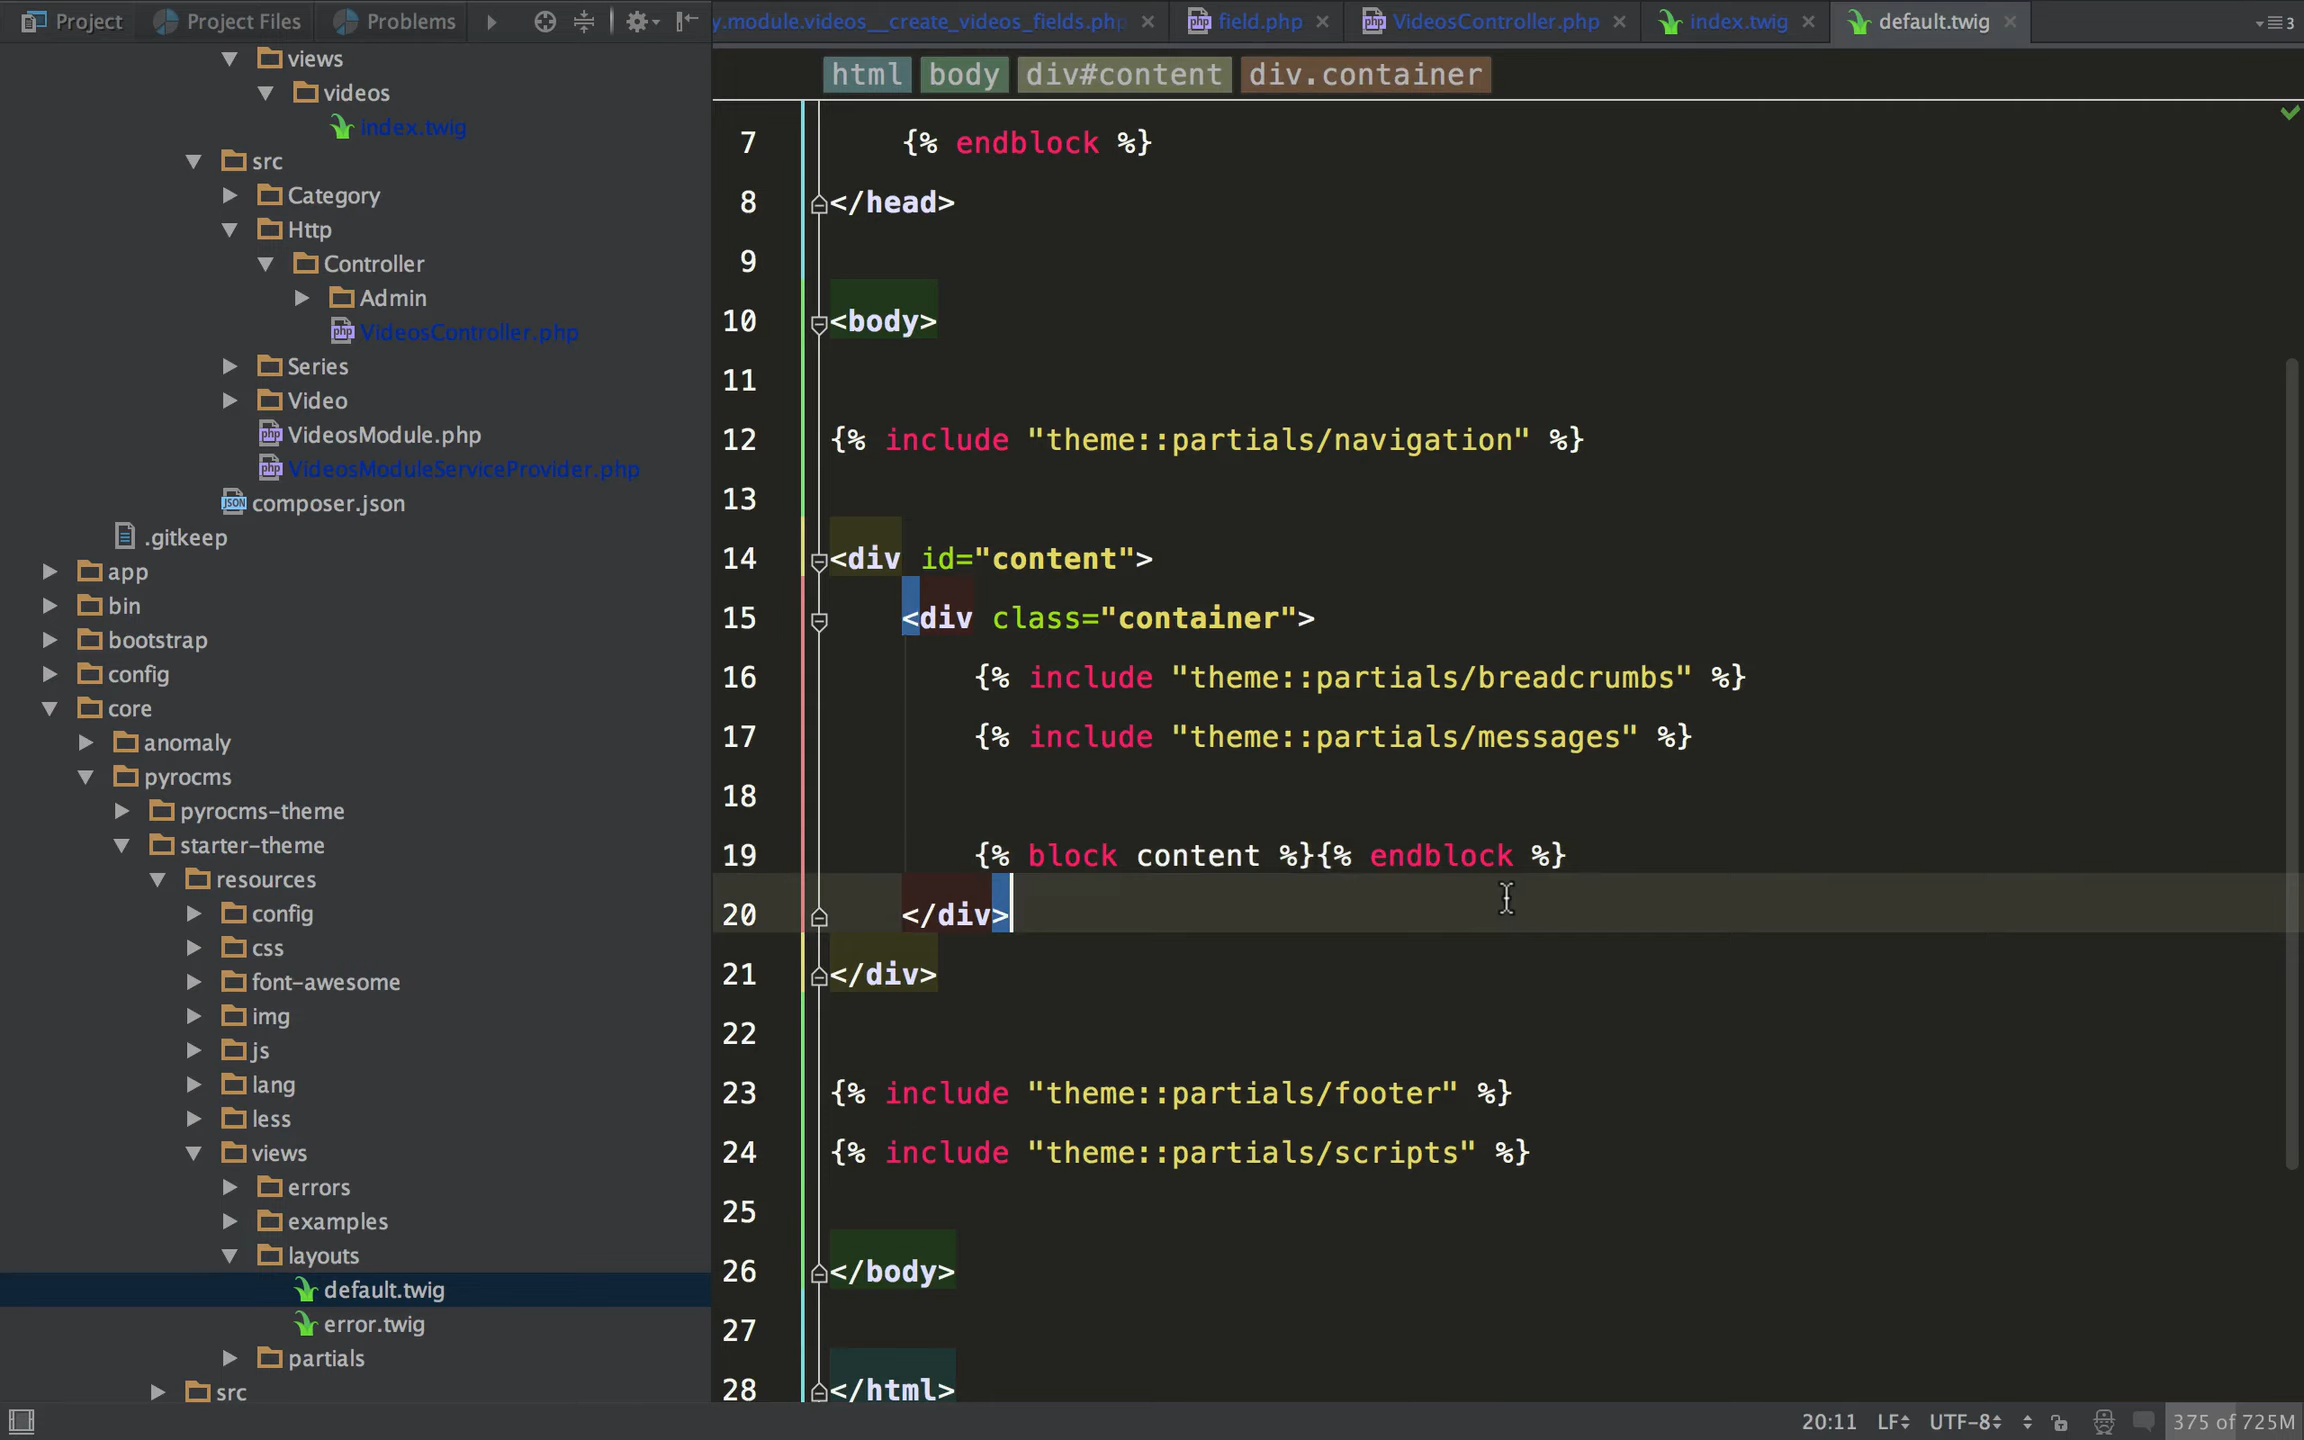 Project Project Files Problems
y.module.videos__create_videos_fields.php field.php VideosController.php index.twig default.twig 3
html body div#content div.container
views
videos
index.twig
src
Category
Http
Controller
Admin
VideosController.php
Series
Video
VideosModule.php
VideosModuleServiceProvider.php
composer.json
.gitkeep
app
bin
bootstrap
config
core
anomaly
pyrocms
pyrocms-theme
starter-theme
resources
config
css
font-awesome
img
js
lang
less
views
errors
examples
layouts
default.twig
error.twig
partials
src
7 {% endblock %}
8 </head>
9
10 <body>
11
12 {% include "theme::partials/navigation" %}
13
14 <div id="content">
15 <div class="container">
16 {% include "theme::partials/breadcrumbs" %}
17 {% include "theme::partials/messages" %}
18
19 {% block content %}{% endblock %}
20 </div>
21 </div>
22
23 {% include "theme::partials/footer" %}
24 {% include "theme::partials/scripts" %}
25
26 </body>
27
28 </html>
20:11 LF UTF-8 375 of 725M